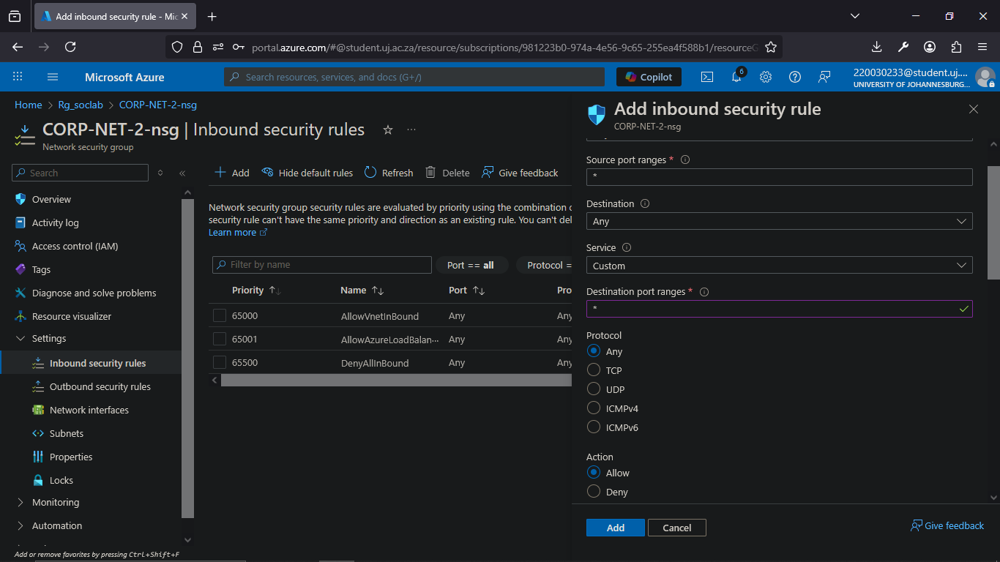 Add inbound security rule - Mic
portal.azure.com/#@student.uj.ac.za/resource/subscriptions/981223b0-974a-4e56-9c65-255ea4f588b1/resourceG
Microsoft Azure
Search resources, services, and docs (G+/)
Copilot
6
220030233@student.uj....
UNIVERSITY OF JOHANNESBURG...
Home > Rg_soclab > CORP-NET-2-nsg
CORP-NET-2-nsg | Inbound security rules
Network security group
Search
Overview
Activity log
Access control (IAM)
Tags
Diagnose and solve problems
Resource visualizer
Settings
Inbound security rules
Outbound security rules
Network interfaces
Subnets
Properties
Locks
Monitoring
Automation
Add or remove favorites by pressing Ctrl+Shift+F
Add
Hide default rules
Refresh
Delete
Give feedback
Network security group security rules are evaluated by priority using the combination
security rule can't have the same priority and direction as an existing rule. You can't del
Learn more
Filter by name
Port == all
Protocol =
Priority Name Port Pro
65000 AllowVnetInBound Any Any
65001 AllowAzureLoadBalan... Any Any
65500 DenyAllInBound Any Any
Add inbound security rule
CORP-NET-2-nsg
Source port ranges *
*
Destination
Any
Service
Custom
Destination port ranges *
*
Protocol
Any
TCP
UDP
ICMPv4
ICMPv6
Action
Allow
Deny
Add
Cancel
Give feedback